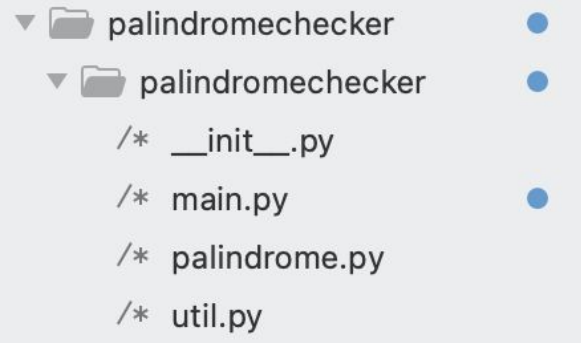 palindromechecker
palindromechecker
/* __init__.py
/* main.py
/* palindrome.py
/* util.py